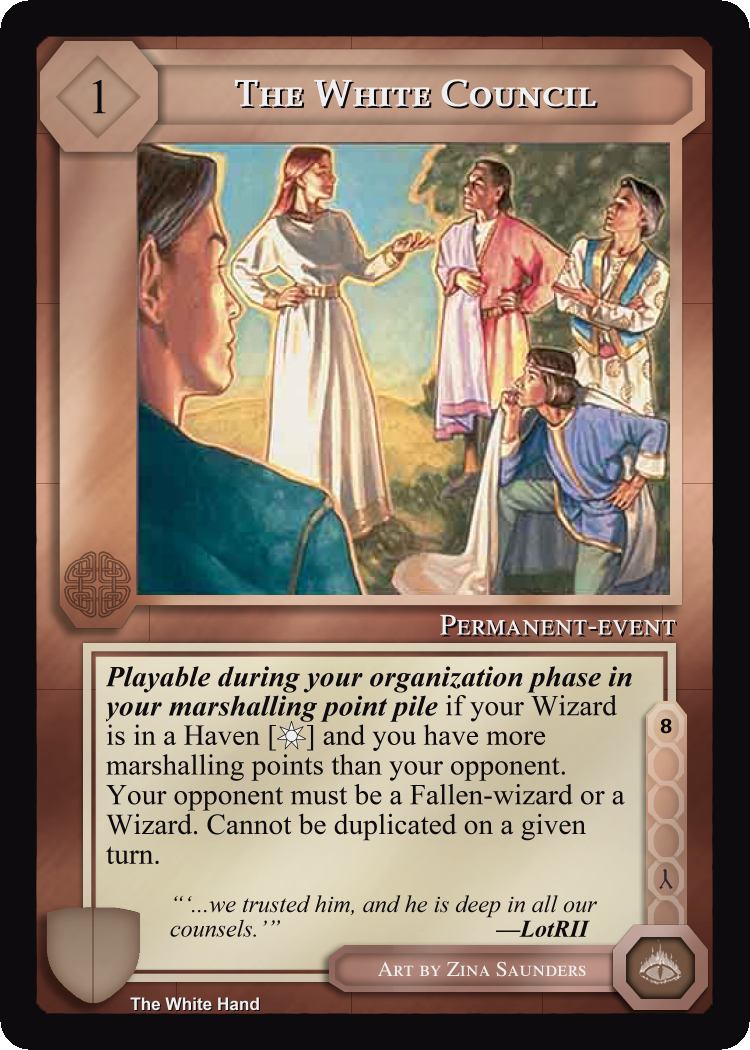 1
The White Council
Permanent-event
Playable during your organization phase in
your marshalling point pile if your Wizard
is in a Haven [] and you have more
marshalling points than your opponent.
Your opponent must be a Fallen-wizard or a
Wizard. Cannot be duplicated on a given
turn.
8
“‘...we trusted him, and he is deep in all our
counsels.’” —LotRII
Art by Zina Saunders
The White Hand